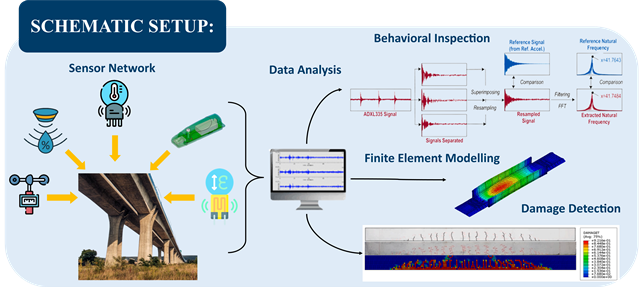 SCHEMATIC SETUP:
Sensor Network
%
ε
Data Analysis
Behavioral Inspection
ADXL335 Signal
Signals Separated
Superimposing
Resampling
Reference Signal
(from Ref. Accel.)
Comparison
Resampled
Signal
Filtering
FFT
Reference Natural
Frequency
x=41.7643
Comparison
x=41.7484
Extracted Natural
Frequency
Finite Element Modelling
Damage Detection
DAMAGET